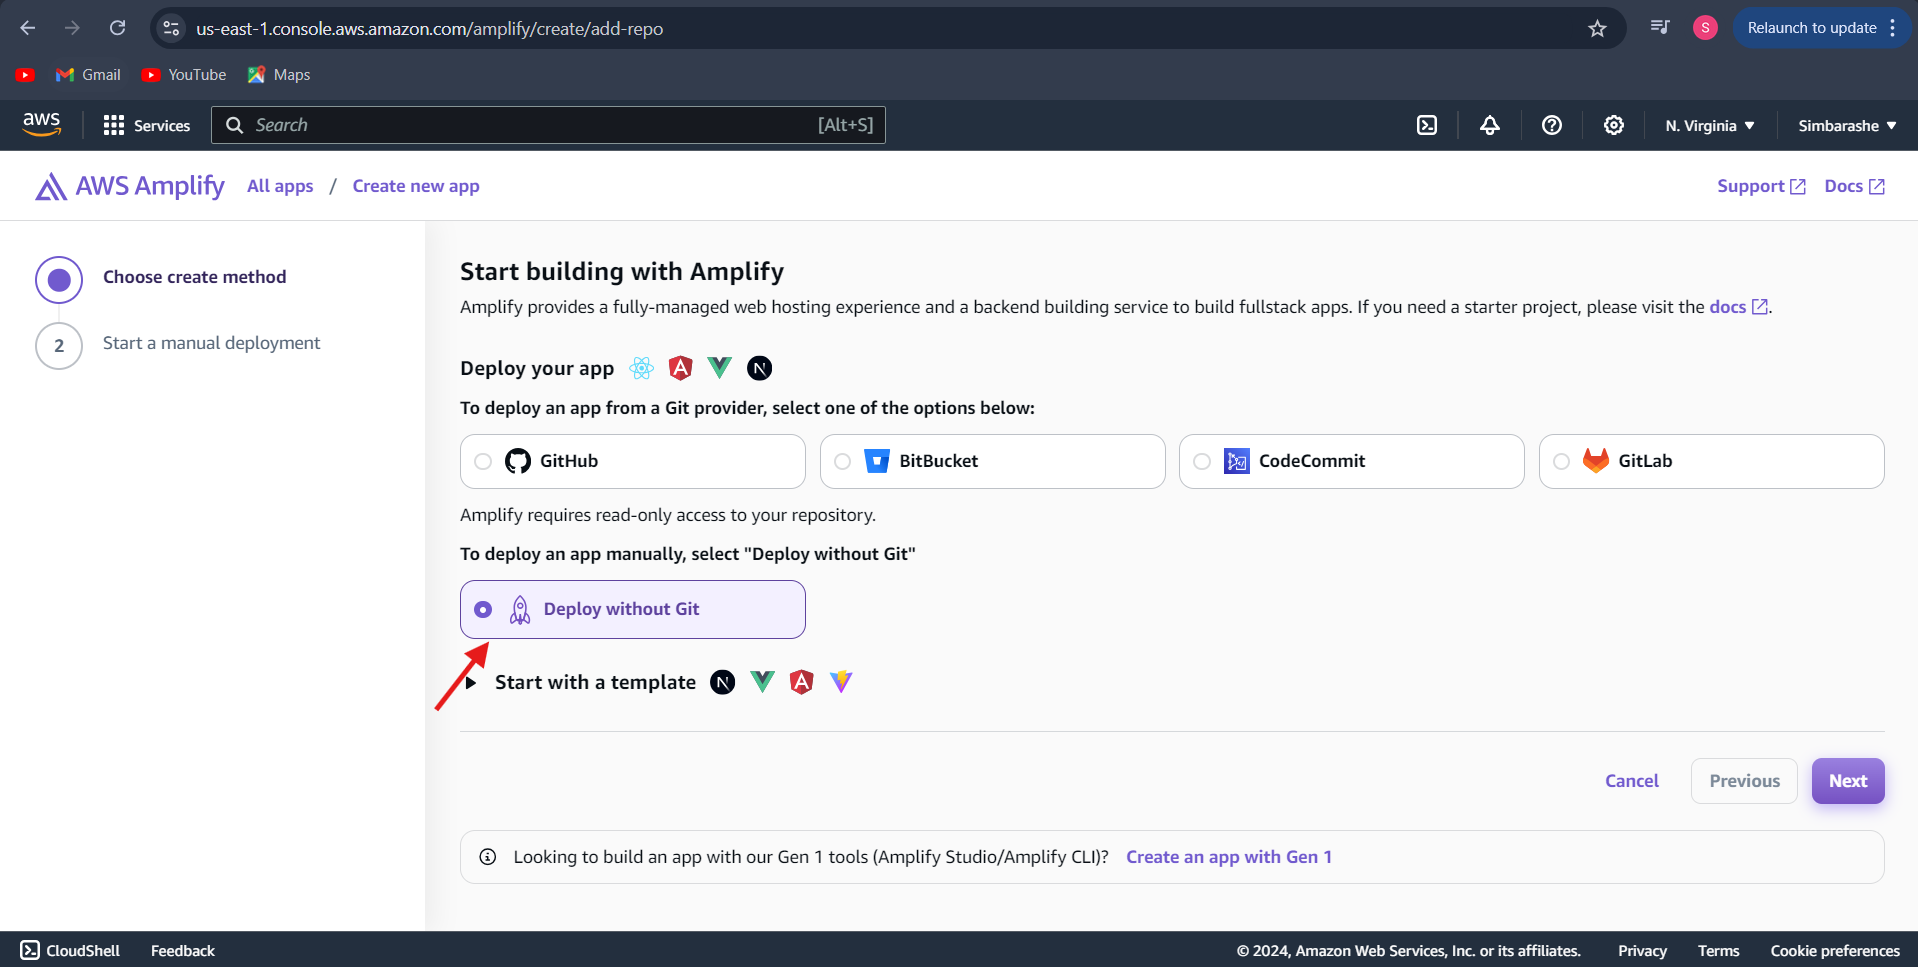 us-east-1.console.aws.amazon.com/amplify/create/add-repo
S
Relaunch to update
Gmail
YouTube
Maps
aws
Services
Search
[Alt+S]
N. Virginia
Simbarashe
AWS Amplify
All apps / Create new app
Support
Docs
Choose create method
2
Start a manual deployment
Start building with Amplify
Amplify provides a fully-managed web hosting experience and a backend building service to build fullstack apps. If you need a starter project, please visit the docs.
Deploy your app
To deploy an app from a Git provider, select one of the options below:
GitHub
BitBucket
CodeCommit
GitLab
Amplify requires read-only access to your repository.
To deploy an app manually, select "Deploy without Git"
Deploy without Git
Start with a template
Cancel
Previous
Next
Looking to build an app with our Gen 1 tools (Amplify Studio/Amplify CLI)? Create an app with Gen 1
CloudShell
Feedback
© 2024, Amazon Web Services, Inc. or its affiliates.
Privacy
Terms
Cookie preferences